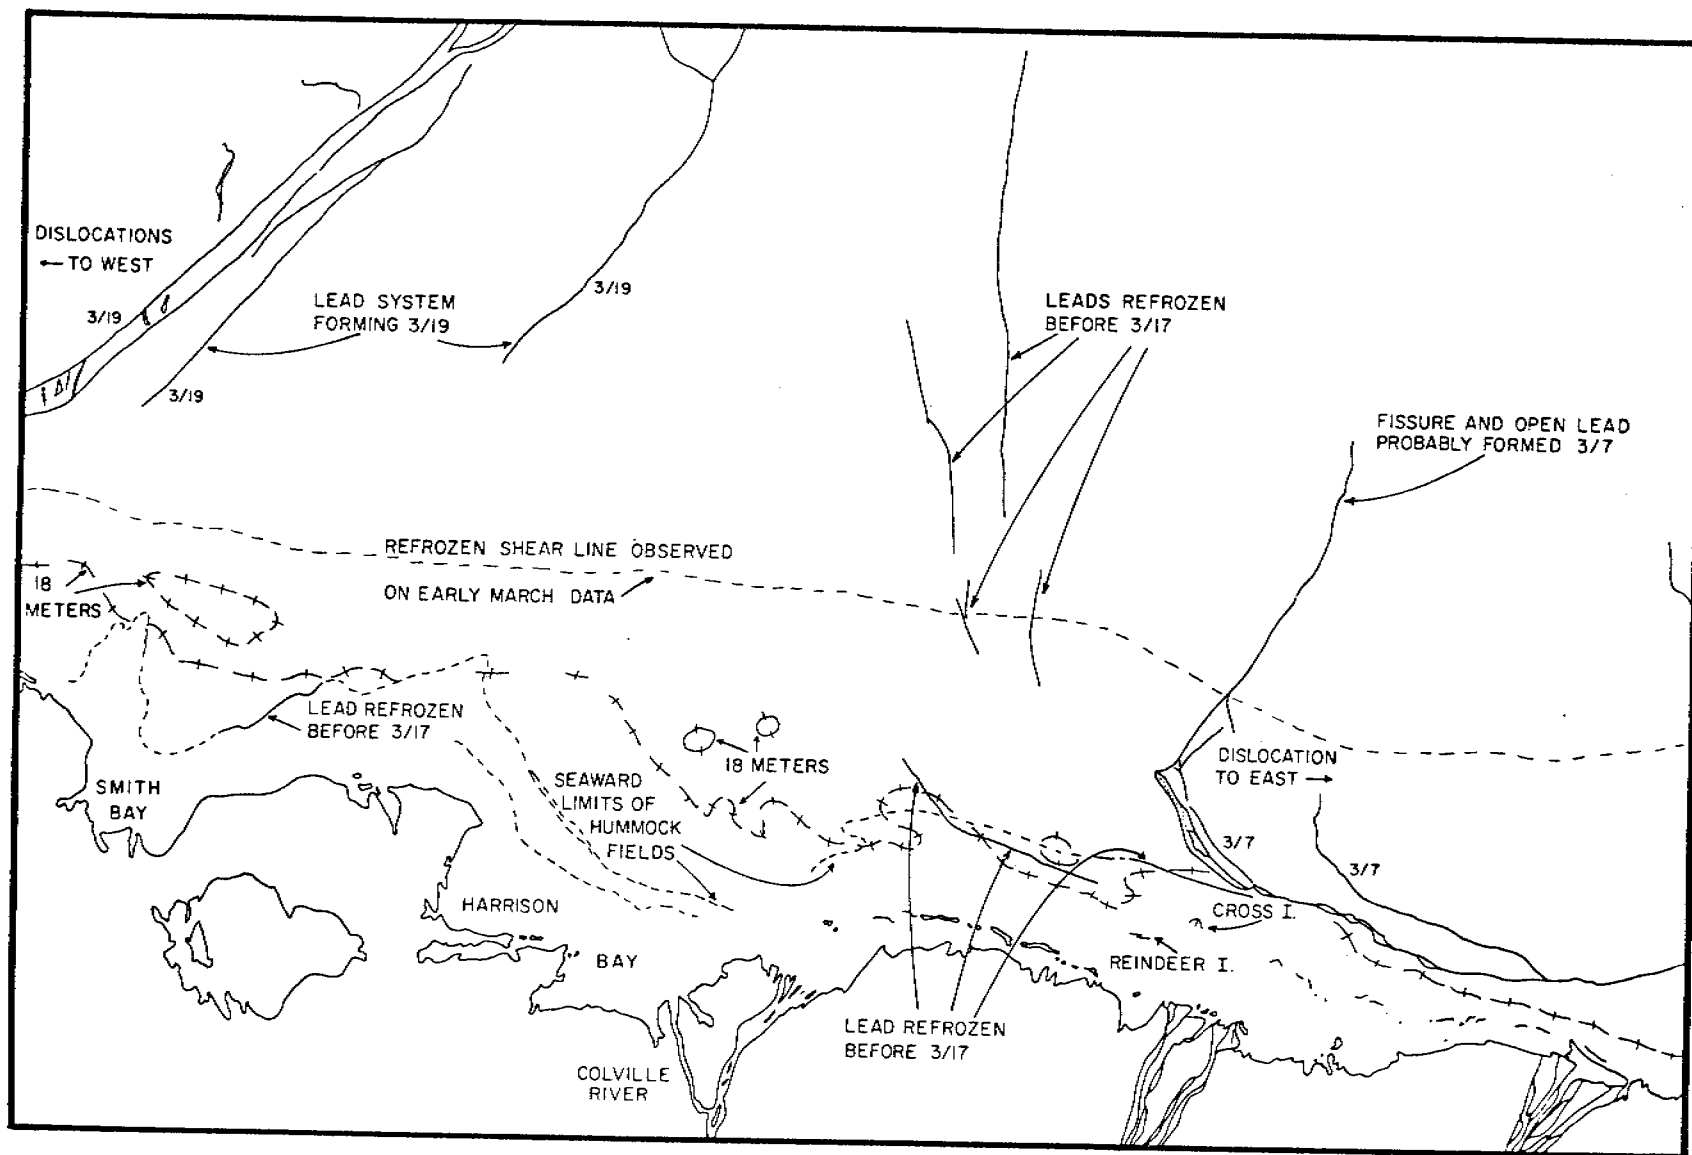 DISLOCATIONS
← TO WEST
3/19
LEAD SYSTEM
FORMING 3/19
3/19
3/19
LEADS REFROZEN
BEFORE 3/17
FISSURE AND OPEN LEAD
PROBABLY FORMED 3/7
REFROZEN SHEAR LINE OBSERVED
ON EARLY MARCH DATA
18
METERS
LEAD REFROZEN
BEFORE 3/17
SMITH
BAY
18 METERS
SEAWARD
LIMITS OF
HUMMOCK
FIELDS
DISLOCATION
TO EAST →
3/7
3/7
HARRISON
BAY
CROSS I.
REINDEER I.
LEAD REFROZEN
BEFORE 3/17
COLVILLE
RIVER